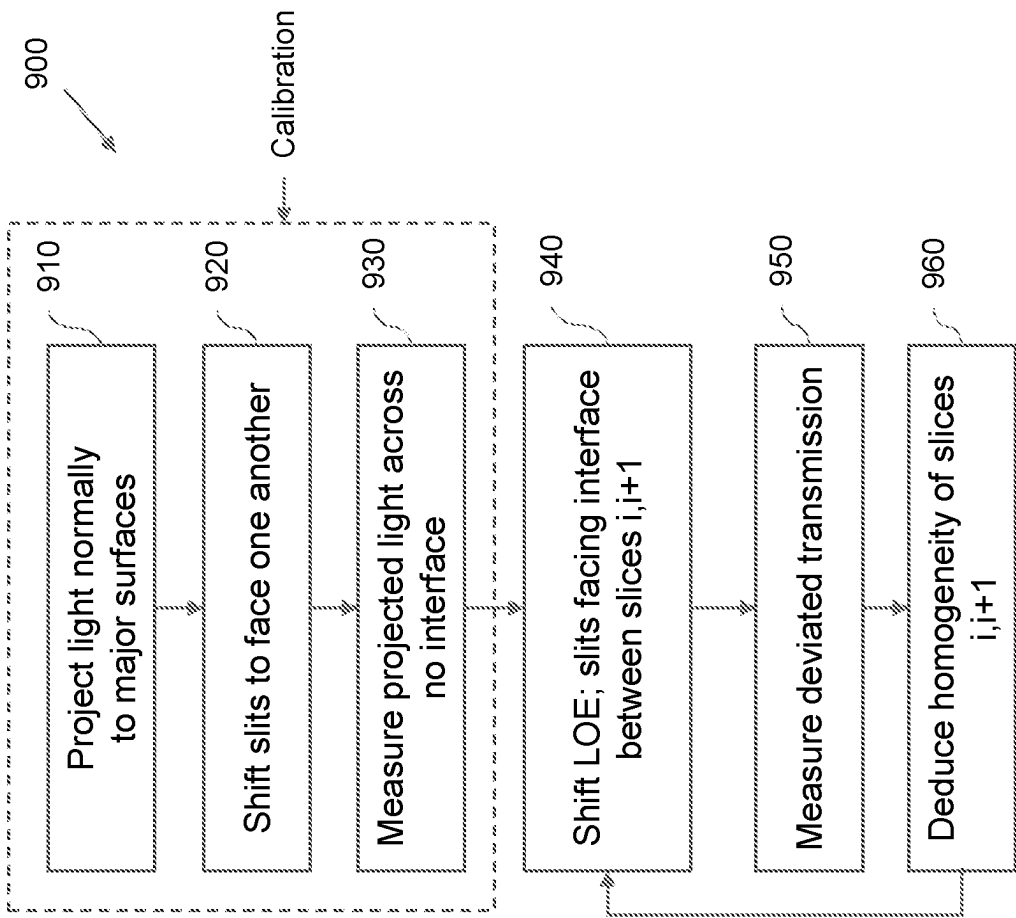 900
Calibration
910
Project light normally
to major surfaces
920
Shift slits to face one another
930
Measure projected light across
no interface
940
Shift LOE; slits facing interface
between slices i,i+1
950
Measure deviated transmission
960
Deduce homogeneity of slices
i,i+1